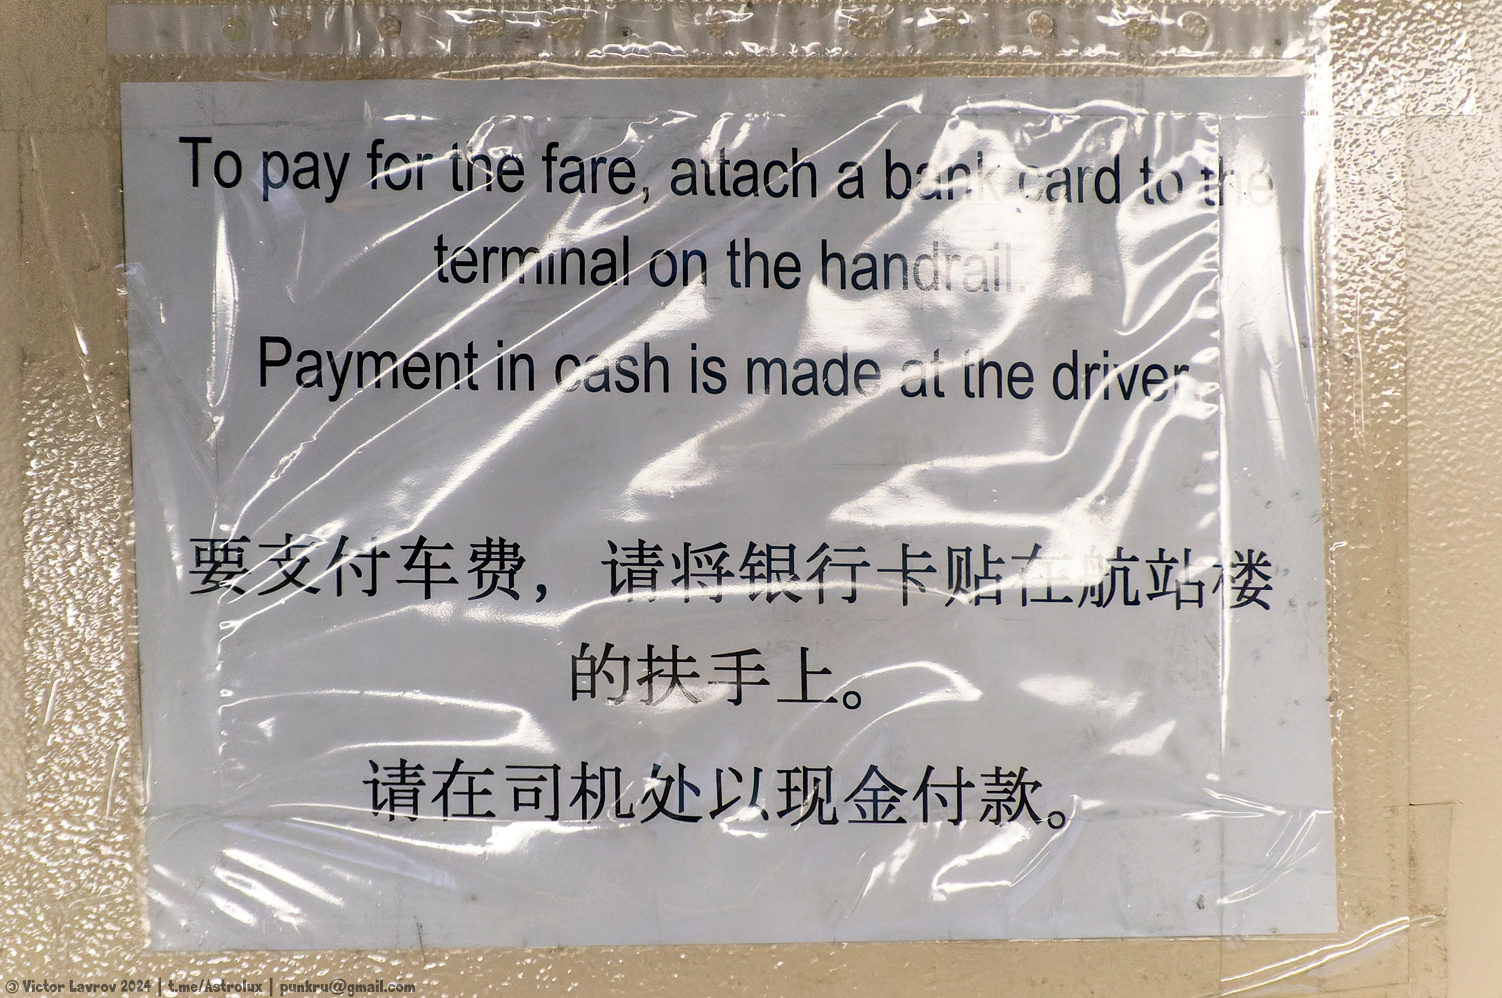 To pay for the fare, attach a bank card to the
terminal on the handrail.
Payment in cash is made at the driver.
要支付车费，请将银行卡贴在航站楼
的扶手上。
请在司机处以现金付款。
© Victor Lavrov 2024 | t.me/Astrolux | punkru@gmail.com